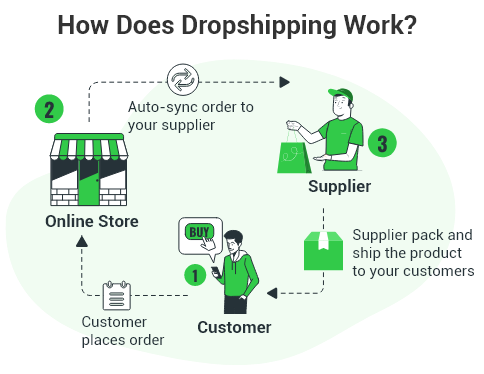 How Does Dropshipping Work?
2
Auto-sync order to
your supplier
3
Online Store
Supplier
BUY
1
Supplier pack and
ship the product
to your customers
Customer
places order
Customer